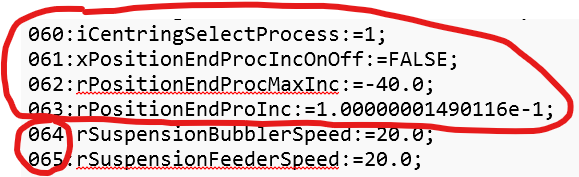 060:iCentringSelectProcess:=1;
061:xPositionEndProcIncOnOff:=FALSE;
062:rPositionEndProcMaxInc:=-40.0;
063:rPositionEndProInc:=1.00000001490116e-1;
064:rSuspensionBubblerSpeed:=20.0;
065:rSuspensionFeederSpeed:=20.0;